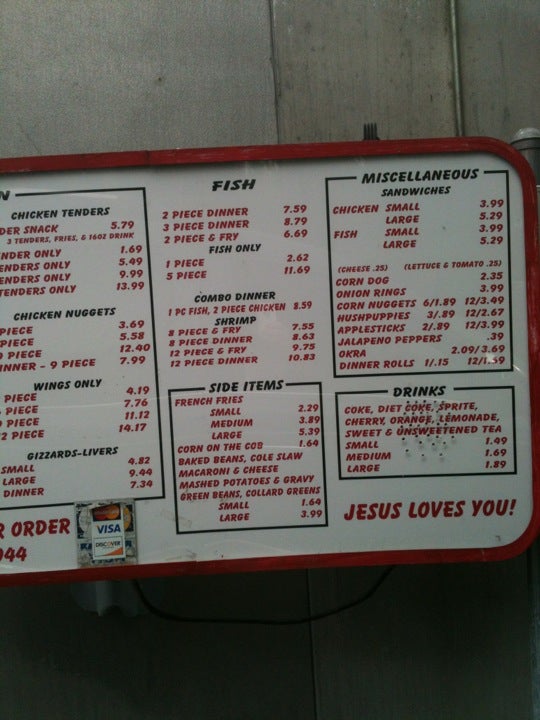 N
CHICKEN TENDERS
DER SNACK 5.79
3 TENDERS, FRIES, & 16OZ DRINK
NDER ONLY 1.69
ENDERS ONLY 5.49
ENDERS ONLY 9.99
TENDERS ONLY 13.99
CHICKEN NUGGETS
PIECE 3.69
PIECE 5.58
PIECE 12.40
INNER - 9 PIECE 7.99
WINGS ONLY
PIECE 4.19
PIECE 7.76
PIECE 11.12
2 PIECE 14.17
GIZZARDS-LIVERS
SMALL 4.82
LARGE 9.44
DINNER 7.34
R ORDER
044
VISA
DISCOVER
FISH
2 PIECE DINNER 7.59
3 PIECE DINNER 8.79
2 PIECE & FRY 6.69
FISH ONLY
1 PIECE 2.62
5 PIECE 11.69
COMBO DINNER
1 PC FISH, 2 PIECE CHICKEN 8.59
SHRIMP
8 PIECE & FRY 7.55
8 PIECE DINNER 8.63
12 PIECE & FRY 9.75
12 PIECE DINNER 10.83
SIDE ITEMS
FRENCH FRIES
SMALL 2.29
MEDIUM 3.89
LARGE 5.39
CORN ON THE COB 1.64
BAKED BEANS, COLE SLAW
MACARONI & CHEESE
MASHED POTATOES & GRAVY
GREEN BEANS, COLLARD GREENS
SMALL 1.64
LARGE 3.99
MISCELLANEOUS
SANDWICHES
CHICKEN SMALL 3.99
LARGE 5.29
FISH SMALL 3.99
LARGE 5.29
(CHEESE .25) (LETTUCE & TOMATO .25)
CORN DOG 2.35
ONION RINGS 3.99
CORN NUGGETS 6/1.89 12/3.49
HUSHPUPPIES 3/.89 12/2.67
APPLESTICKS 2/.89 12/3.99
JALAPENO PEPPERS .39
OKRA 2.09/3.69
DINNER ROLLS 1/.15 12/1.59
DRINKS
COKE, DIET COKE, SPRITE,
CHERRY, ORANGE, LEMONADE,
SWEET & UNSWEETENED TEA
SMALL 1.49
MEDIUM 1.69
LARGE 1.89
JESUS LOVES YOU!